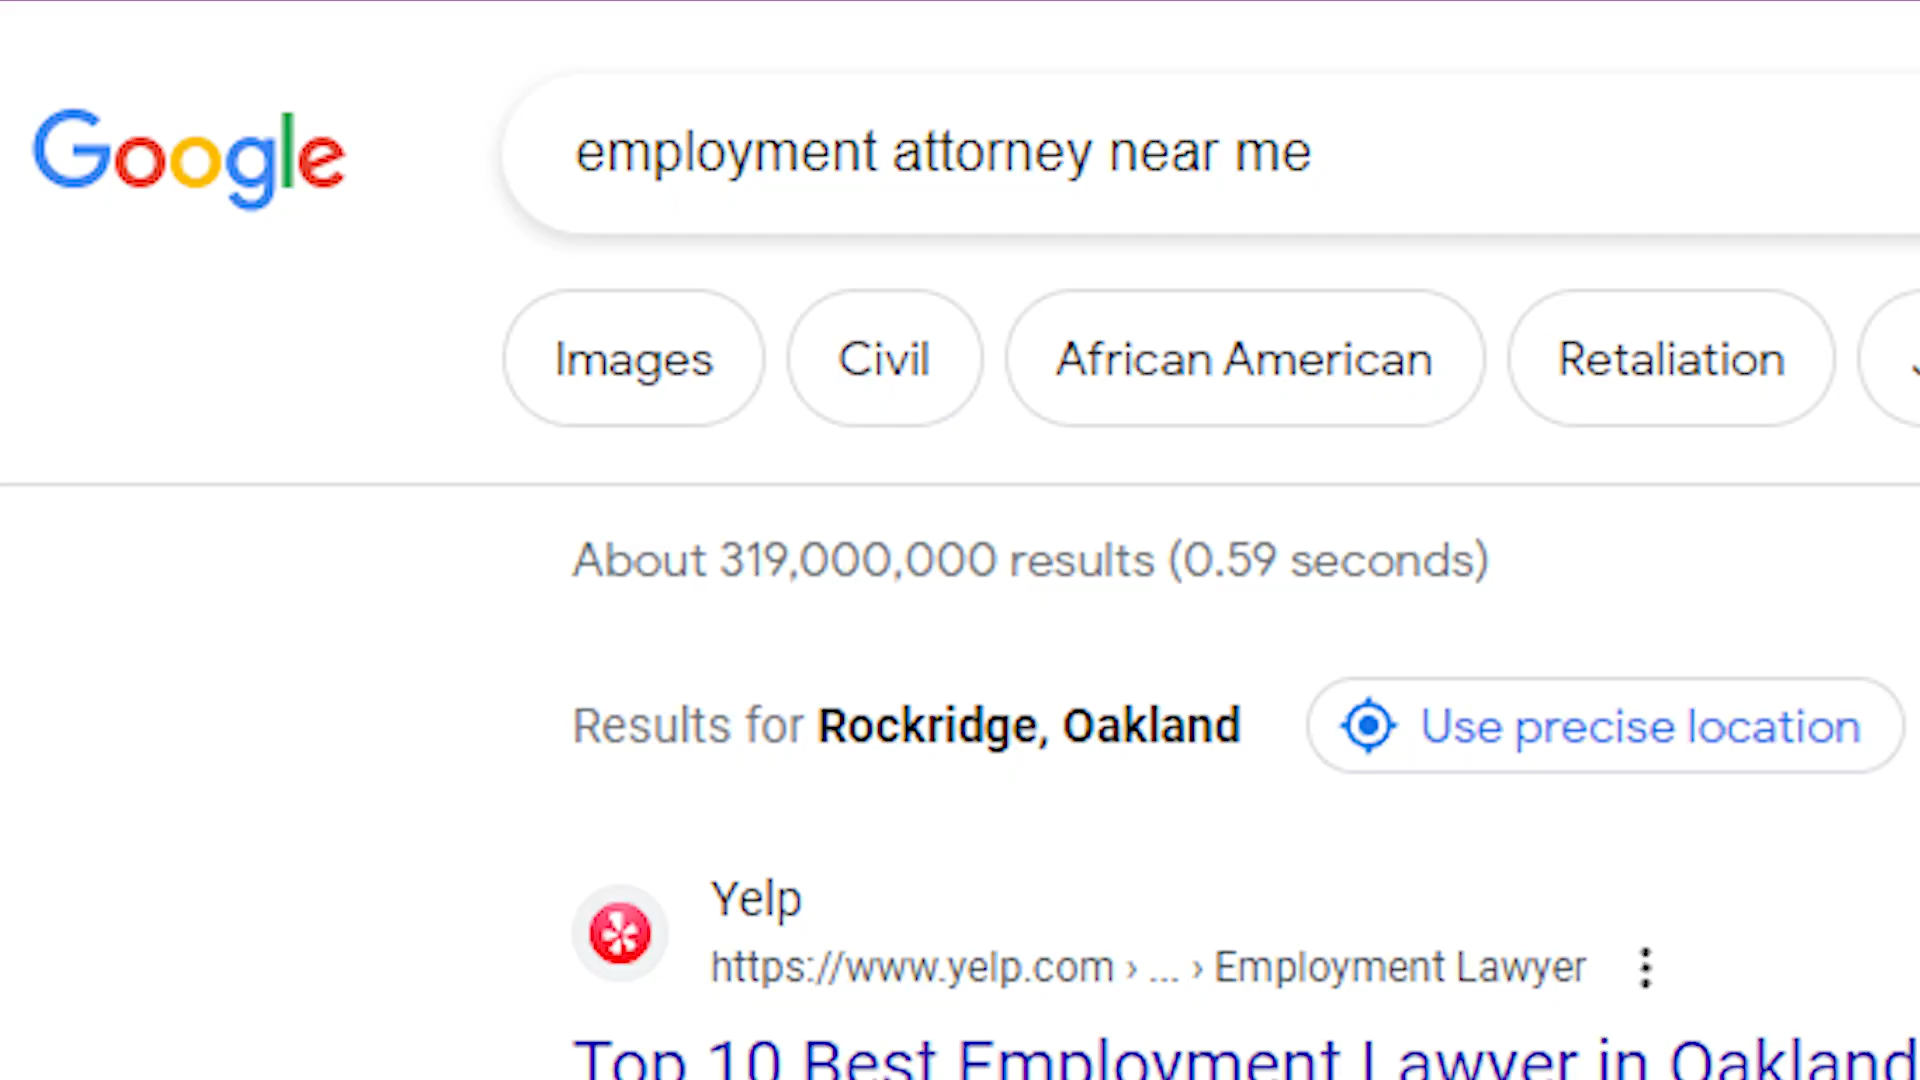 Google
employment attorney near me
Images Civil African American Retaliation
About 319,000,000 results (0.59 seconds)
Results for Rockridge, Oakland Use precise location
Yelp
https://www.yelp.com › ... › Employment Lawyer
Top 10 Best Employment Lawyer in Oakland